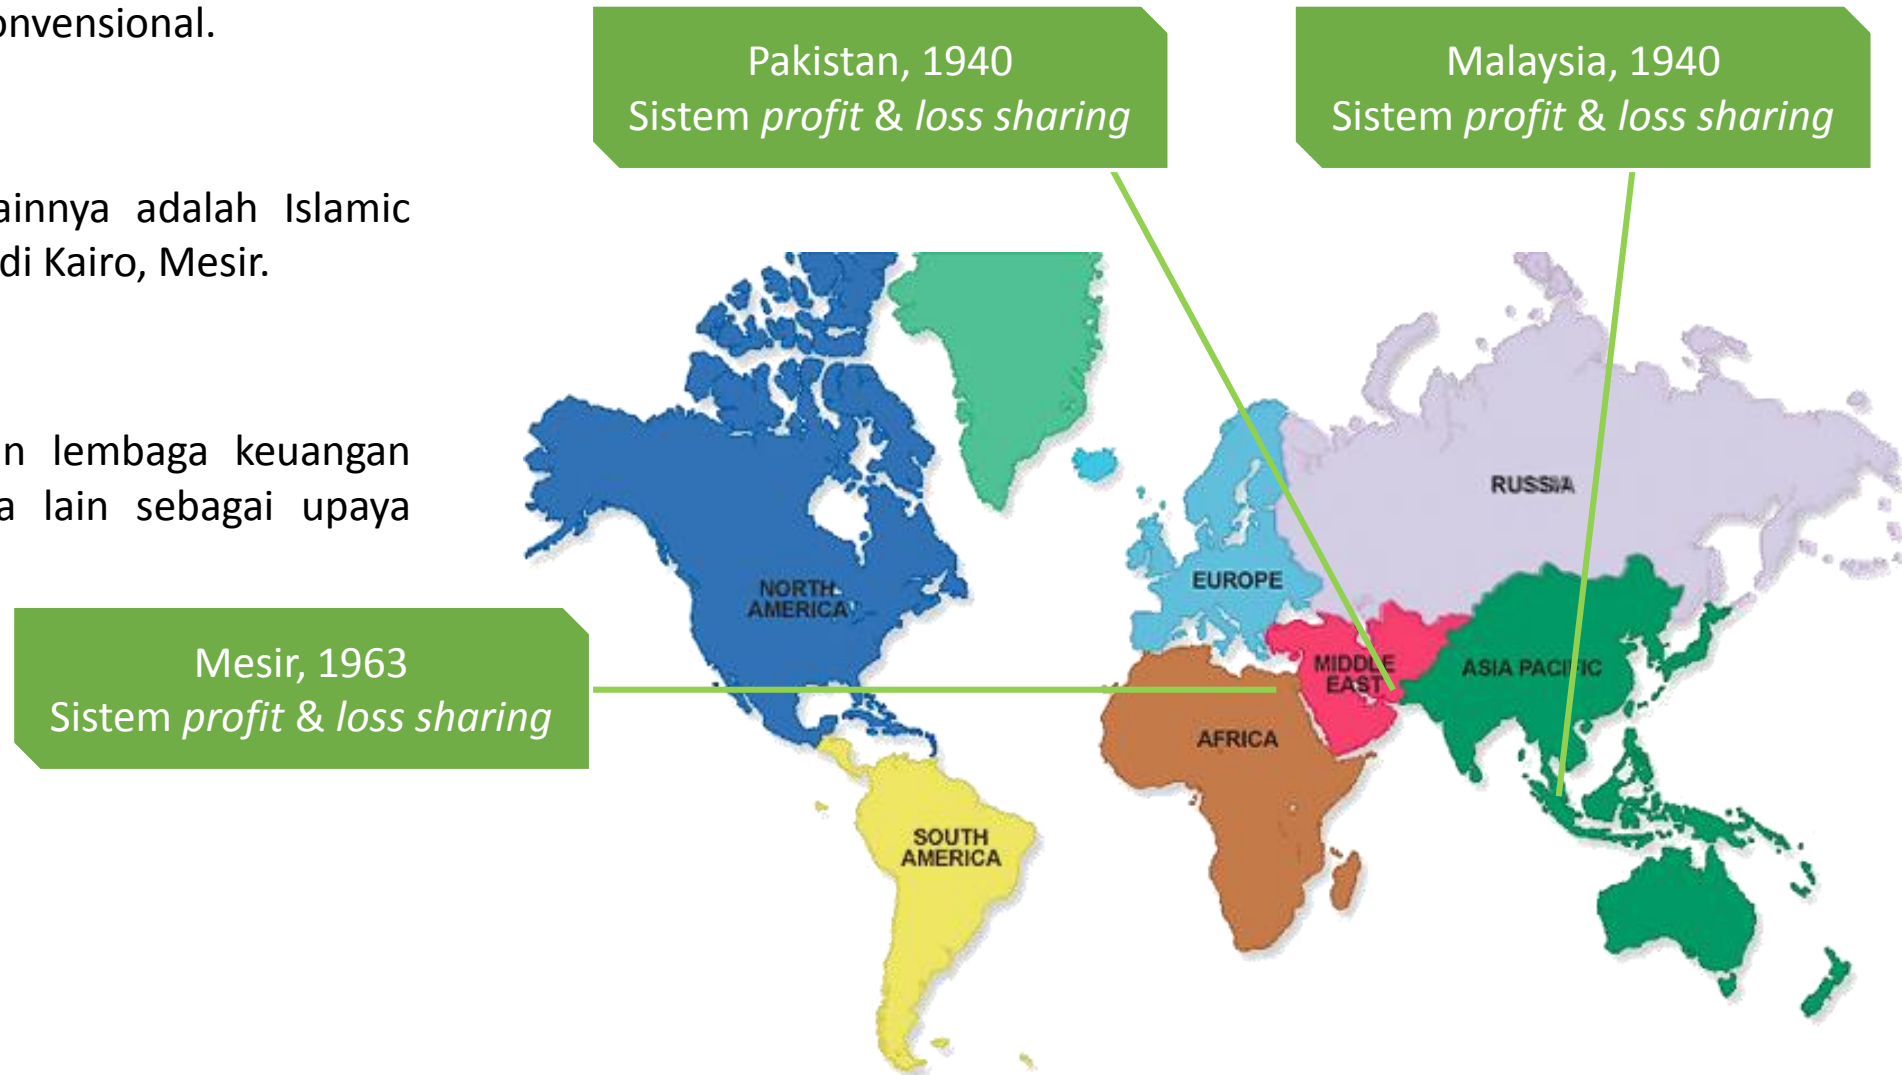 onvensional.
ainnya adalah Islamic
di Kairo, Mesir.
n lembaga keuangan
a lain sebagai upaya
Pakistan, 1940
Sistem profit & loss sharing
Malaysia, 1940
Sistem profit & loss sharing
Mesir, 1963
Sistem profit & loss sharing
NORTH
AMERICA
SOUTH
AMERICA
EUROPE
AFRICA
MIDDLE
EAST
RUSSIA
ASIA PACIFIC